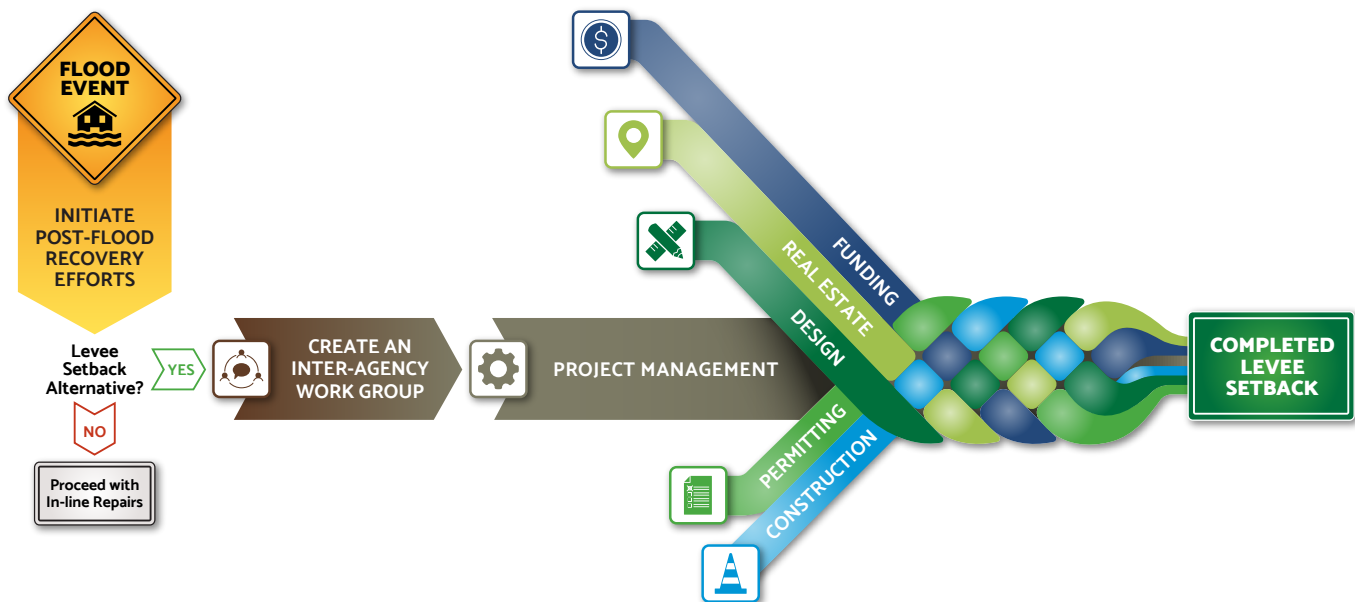 FLOOD
EVENT
INITIATE
POST-FLOOD
RECOVERY
EFFORTS
Levee
Setback
Alternative?
YES
NO
Proceed with
In-line Repairs
CREATE AN
INTER-AGENCY
WORK GROUP
PROJECT MANAGEMENT
$
FUNDING
REAL ESTATE
DESIGN
PERMITTING
CONSTRUCTION
COMPLETED
LEVEE
SETBACK